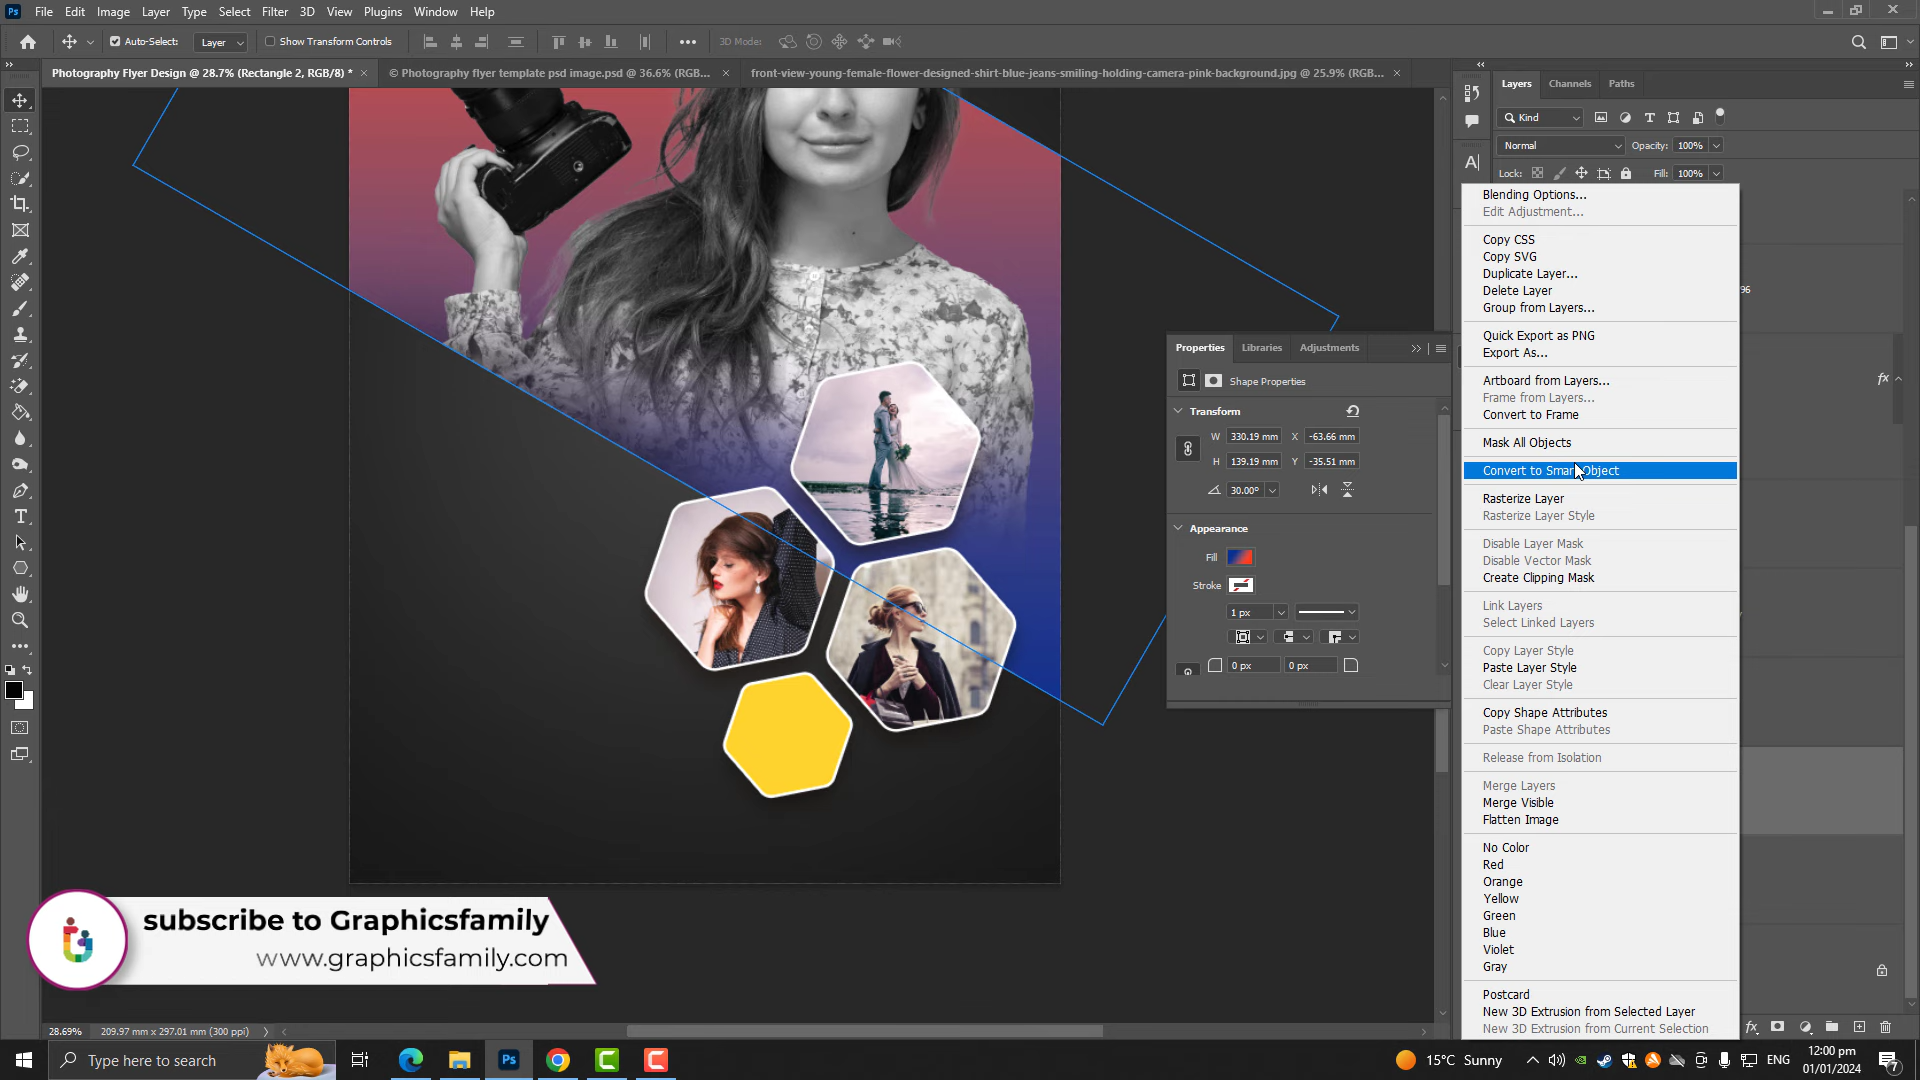 Ps File Edit Image Layer Type Select Filter 3D View Plugins Window Help
Auto-Select: Layer Show Transform Controls 3D Mode:
Photography Flyer Design @ 28.7% (Rectangle 2, RGB/8) * × © Photography flyer template psd image.psd @ 36.6% (RGB... × front-view-young-female-flower-designed-shirt-blue-jeans-smiling-holding-camera-pink-background.jpg @ 25.9% (RGB... ×
Layers Channels Paths
Kind
Normal Opacity: 100%
Lock: Fill: 100%
Blending Options...
Edit Adjustment...
Copy CSS
Copy SVG
Duplicate Layer...
Delete Layer
Group from Layers...
Quick Export as PNG
Export As...
Artboard from Layers...
Frame from Layers...
Convert to Frame
Mask All Objects
Convert to Smart Object
Rasterize Layer
Rasterize Layer Style
Disable Layer Mask
Disable Vector Mask
Create Clipping Mask
Link Layers
Select Linked Layers
Copy Layer Style
Paste Layer Style
Clear Layer Style
Copy Shape Attributes
Paste Shape Attributes
Release from Isolation
Merge Layers
Merge Visible
Flatten Image
No Color
Red
Orange
Yellow
Green
Blue
Violet
Gray
Postcard
New 3D Extrusion from Selected Layer
New 3D Extrusion from Current Selection
96
fx
Properties Libraries Adjustments
Shape Properties
Transform
W 330.19 mm X -63.66 mm
H 139.19 mm Y -35.51 mm
30.00°
Appearance
Fill
Stroke
1 px
0 px 0 px
subscribe to Graphicsfamily
www.graphicsfamily.com
28.69% 209.97 mm x 297.01 mm (300 ppi)
fx
Type here to search
Ps
15°C Sunny
ENG
12:00 pm
01/01/2024
7